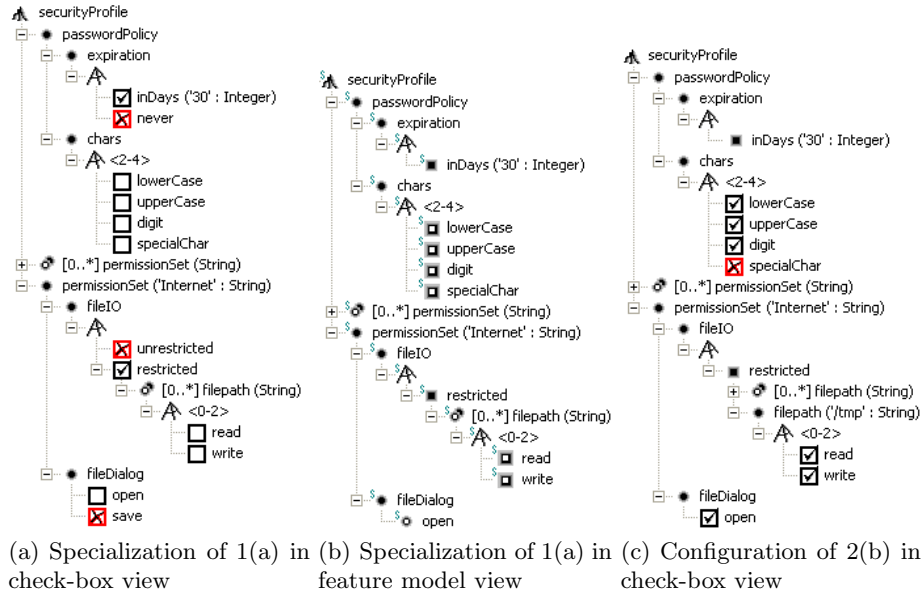 securityProfile
passwordPolicy
expiration
inDays ('30' : Integer)
never
chars
<2-4>
lowerCase
upperCase
digit
specialChar
[0..*] permissionSet (String)
permissionSet ('Internet' : String)
fileIO
unrestricted
restricted
[0..*] filepath (String)
<0-2>
read
write
fileDialog
open
save
(a) Specialization of 1(a) in
check-box view
securityProfile
passwordPolicy
expiration
inDays ('30' : Integer)
chars
<2-4>
lowerCase
upperCase
digit
specialChar
[0..*] permissionSet (String)
permissionSet ('Internet' : String)
fileIO
restricted
[0..*] filepath (String)
<0-2>
read
write
fileDialog
open
(b) Specialization of 1(a) in
feature model view
securityProfile
passwordPolicy
expiration
inDays ('30' : Integer)
chars
<2-4>
lowerCase
upperCase
digit
specialChar
[0..*] permissionSet (String)
permissionSet ('Internet' : String)
fileIO
restricted
[0..*] filepath (String)
filepath ('/tmp' : String)
<0-2>
read
write
fileDialog
open
(c) Configuration of 2(b) in
check-box view